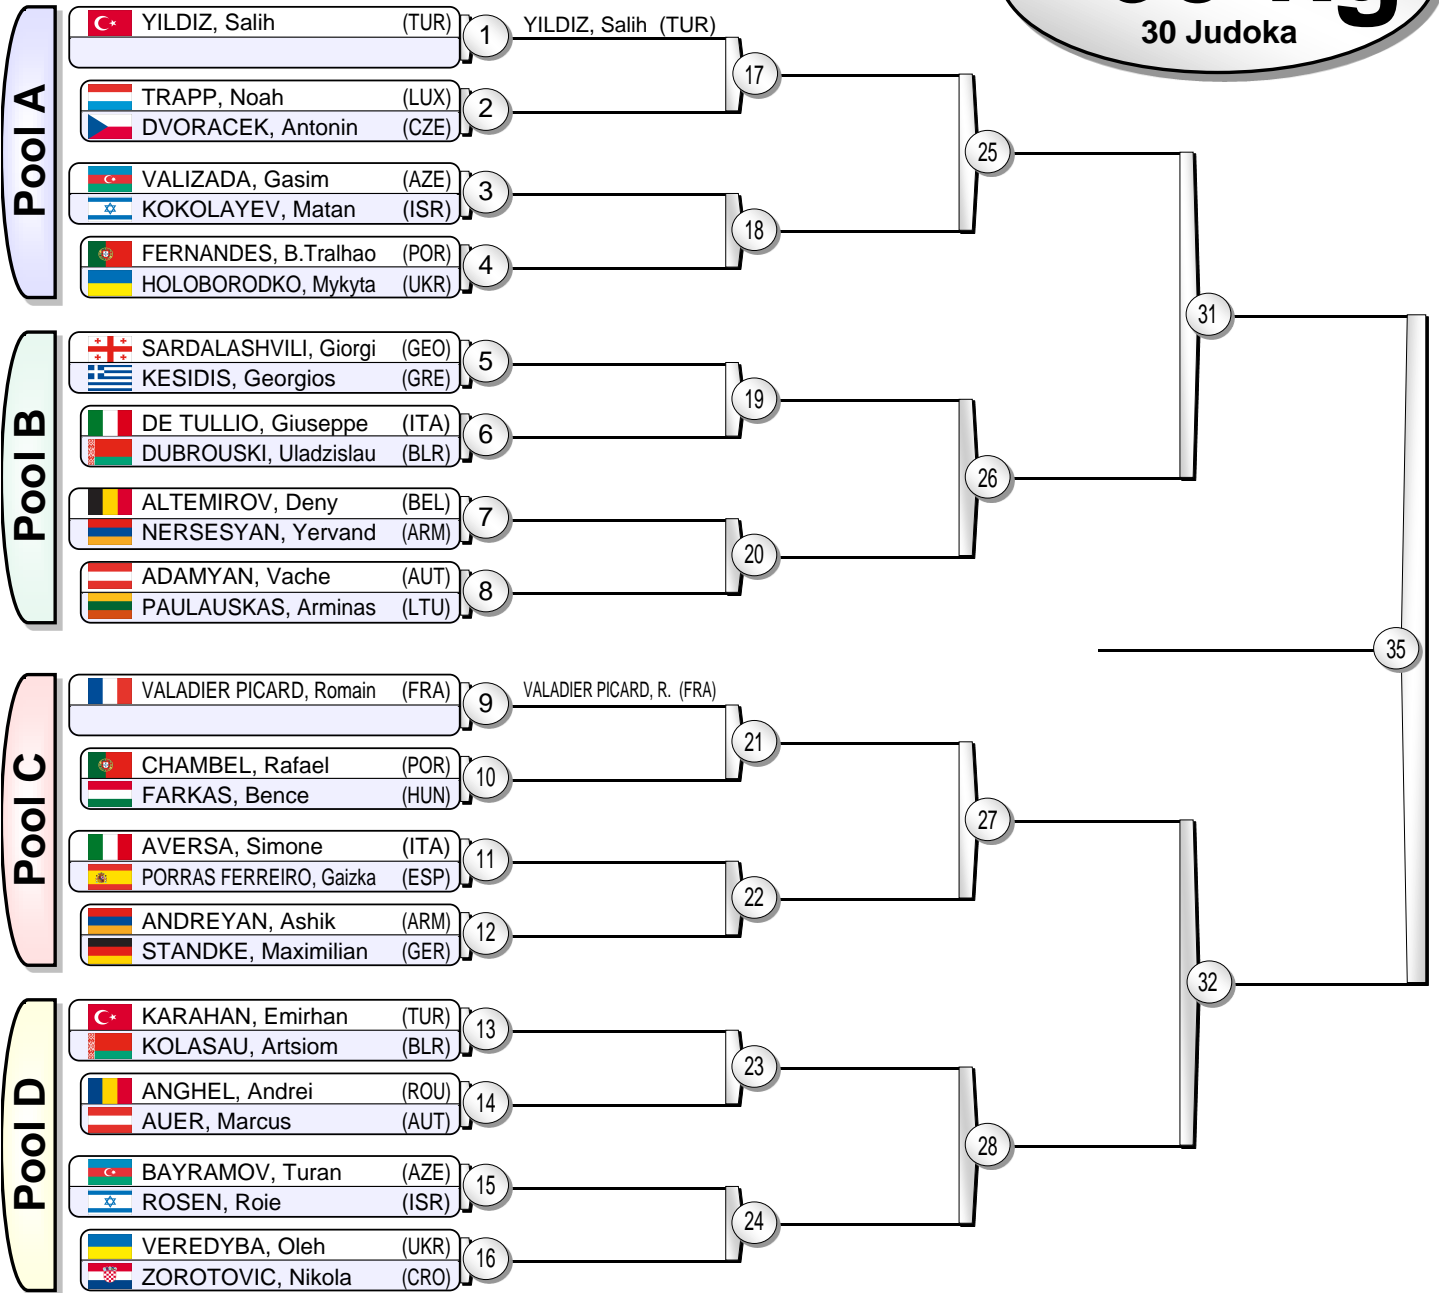 30 Judoka
Pool A
YILDIZ, Salih (TUR) 1 YILDIZ, Salih (TUR)
17
TRAPP, Noah (LUX) 2
DVORACEK, Antonin (CZE)
25
VALIZADA, Gasim (AZE) 3
KOKOLAYEV, Matan (ISR)
18
FERNANDES, B.Tralhao (POR) 4
HOLOBORODKO, Mykyta (UKR)
31
Pool B
SARDALASHVILI, Giorgi (GEO) 5
KESIDIS, Georgios (GRE)
19
DE TULLIO, Giuseppe (ITA) 6
DUBROUSKI, Uladzislau (BLR)
26
ALTEMIROV, Deny (BEL) 7
NERSESYAN, Yervand (ARM)
20
ADAMYAN, Vache (AUT) 8
PAULAUSKAS, Arminas (LTU)
35
Pool C
VALADIER PICARD, Romain (FRA) 9 VALADIER PICARD, R. (FRA)
21
CHAMBEL, Rafael (POR) 10
FARKAS, Bence (HUN)
27
AVERSA, Simone (ITA) 11
PORRAS FERREIRO, Gaizka (ESP)
22
ANDREYAN, Ashik (ARM) 12
STANDKE, Maximilian (GER)
32
Pool D
KARAHAN, Emirhan (TUR) 13
KOLASAU, Artsiom (BLR)
23
ANGHEL, Andrei (ROU) 14
AUER, Marcus (AUT)
28
BAYRAMOV, Turan (AZE) 15
ROSEN, Roie (ISR)
24
VEREDYBA, Oleh (UKR) 16
ZOROTOVIC, Nikola (CRO)